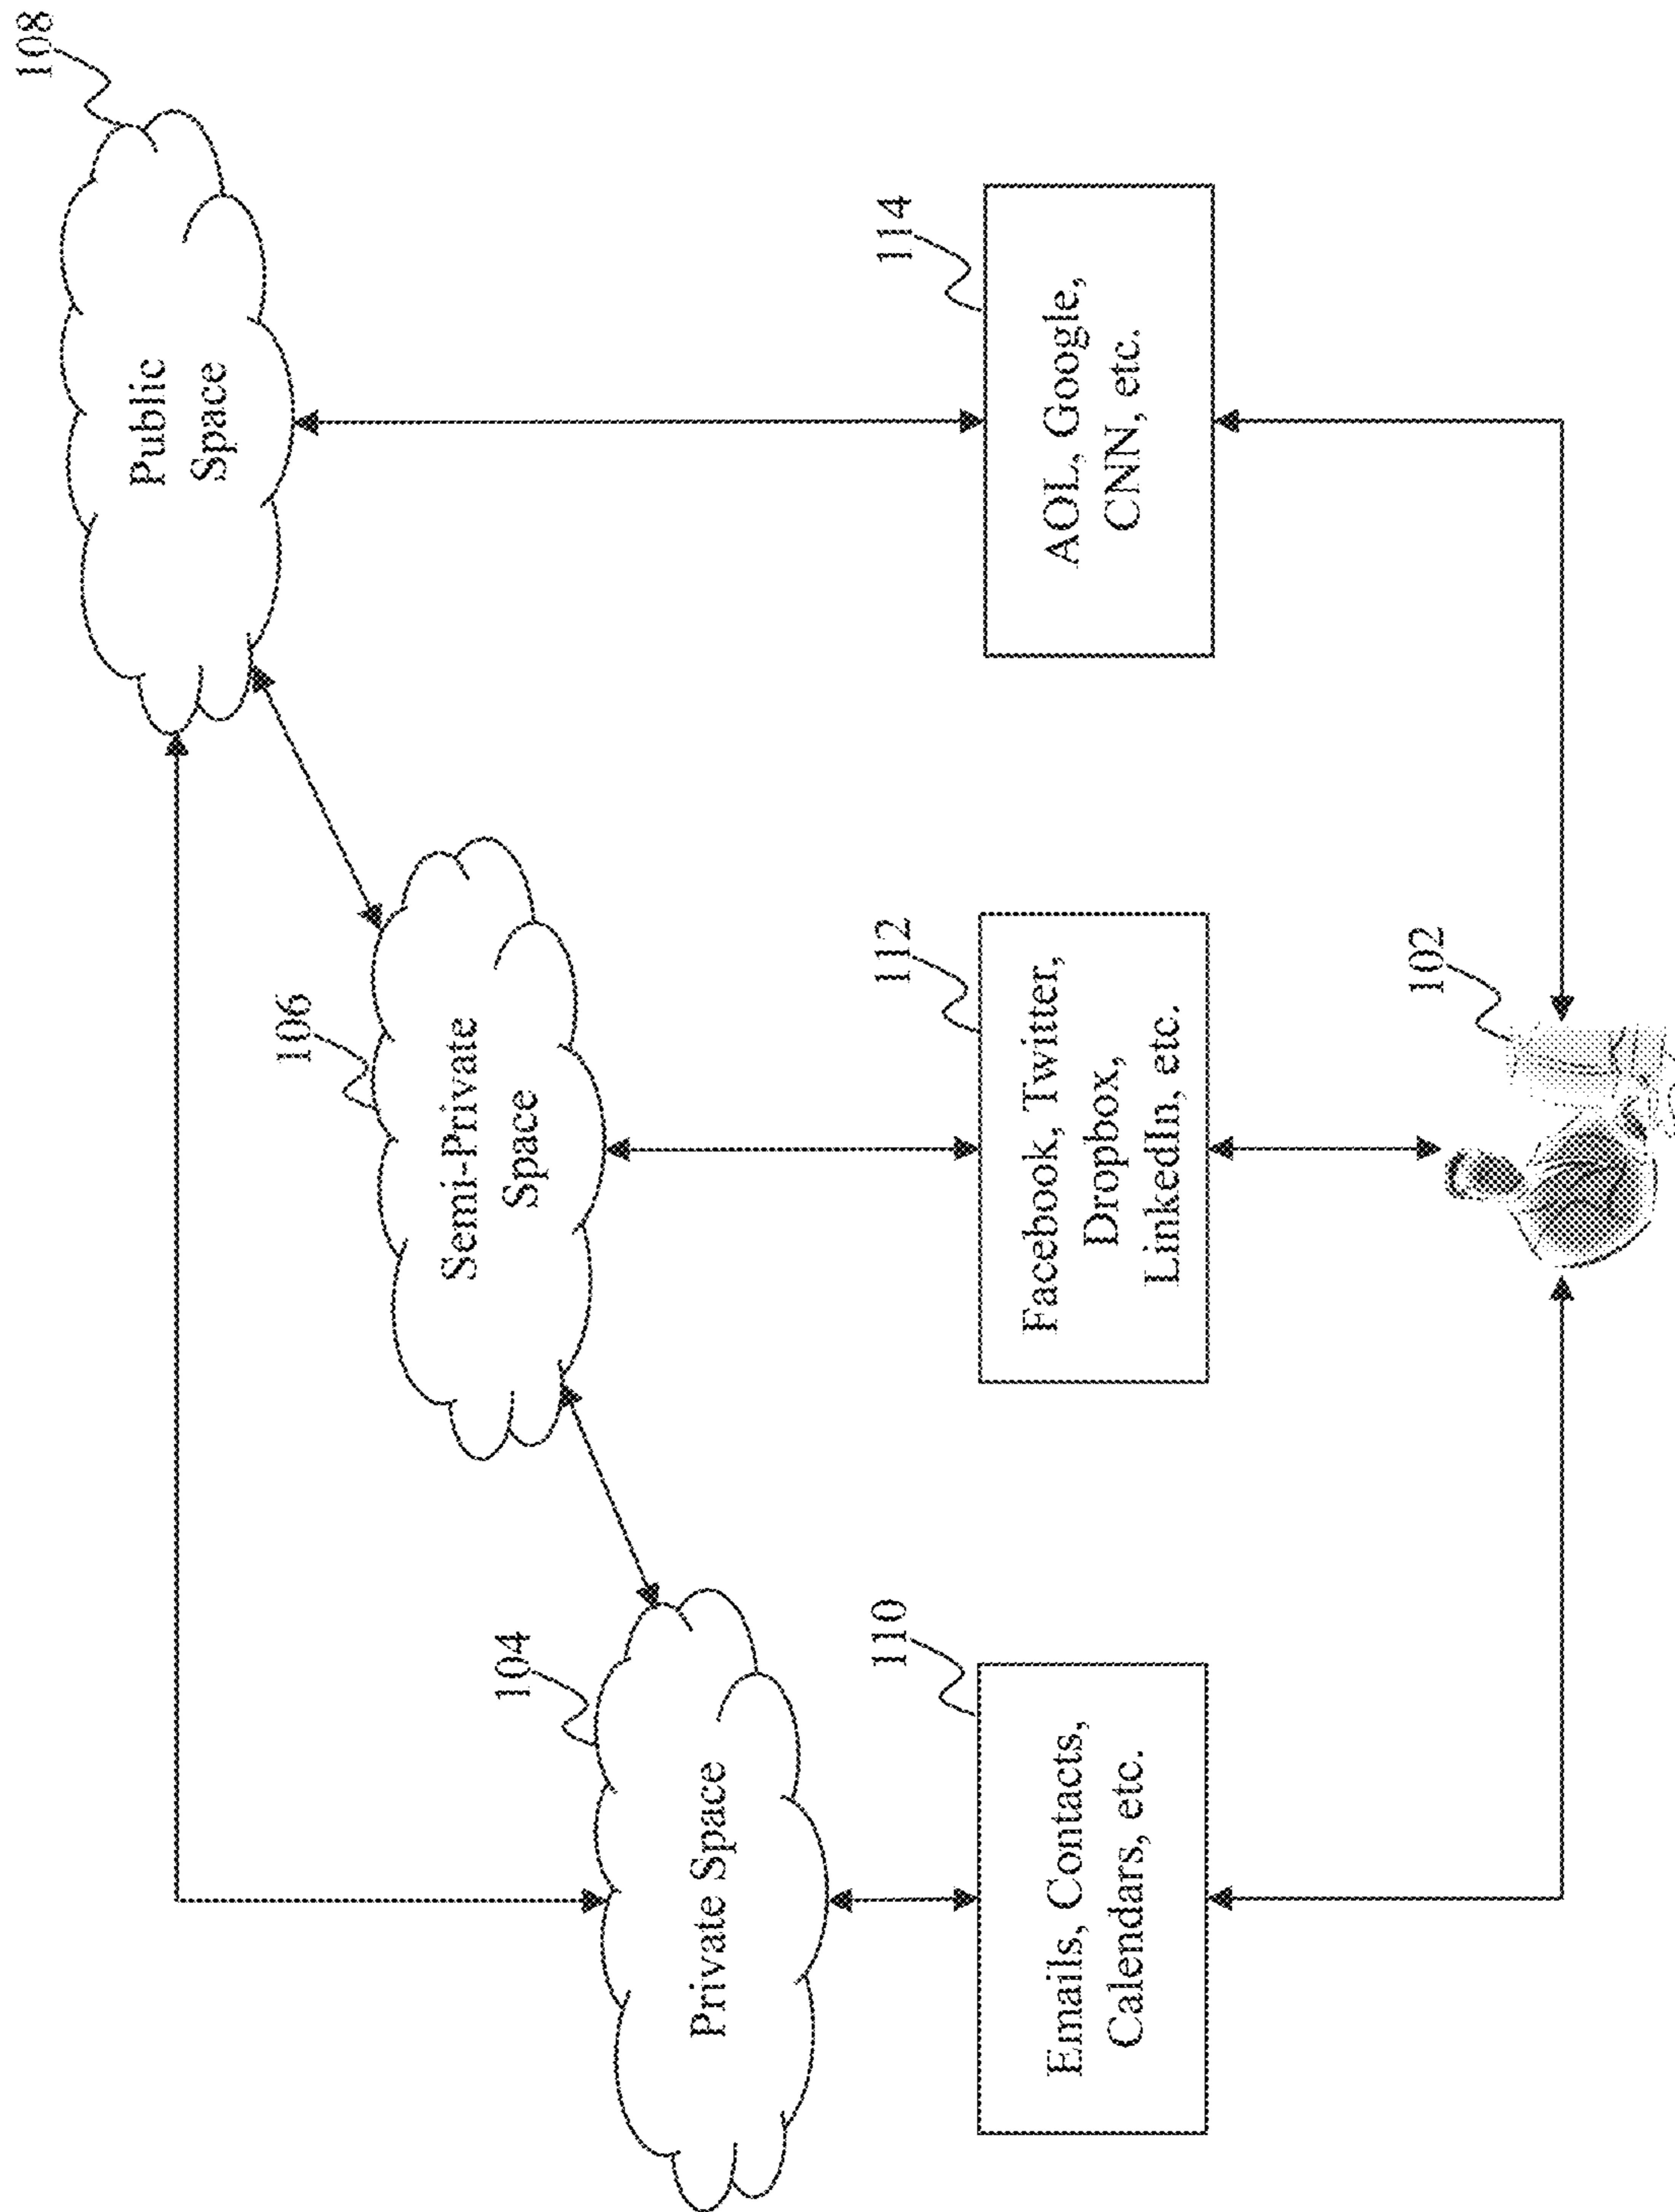 108
Public
Space
106
Semi-Private
Space
104
Private Space
110
Emails, Contacts,
Calendars, etc.
112
Facebook, Twitter,
Dropbox,
LinkedIn, etc.
114
AOL, Google,
CNN, etc.
102